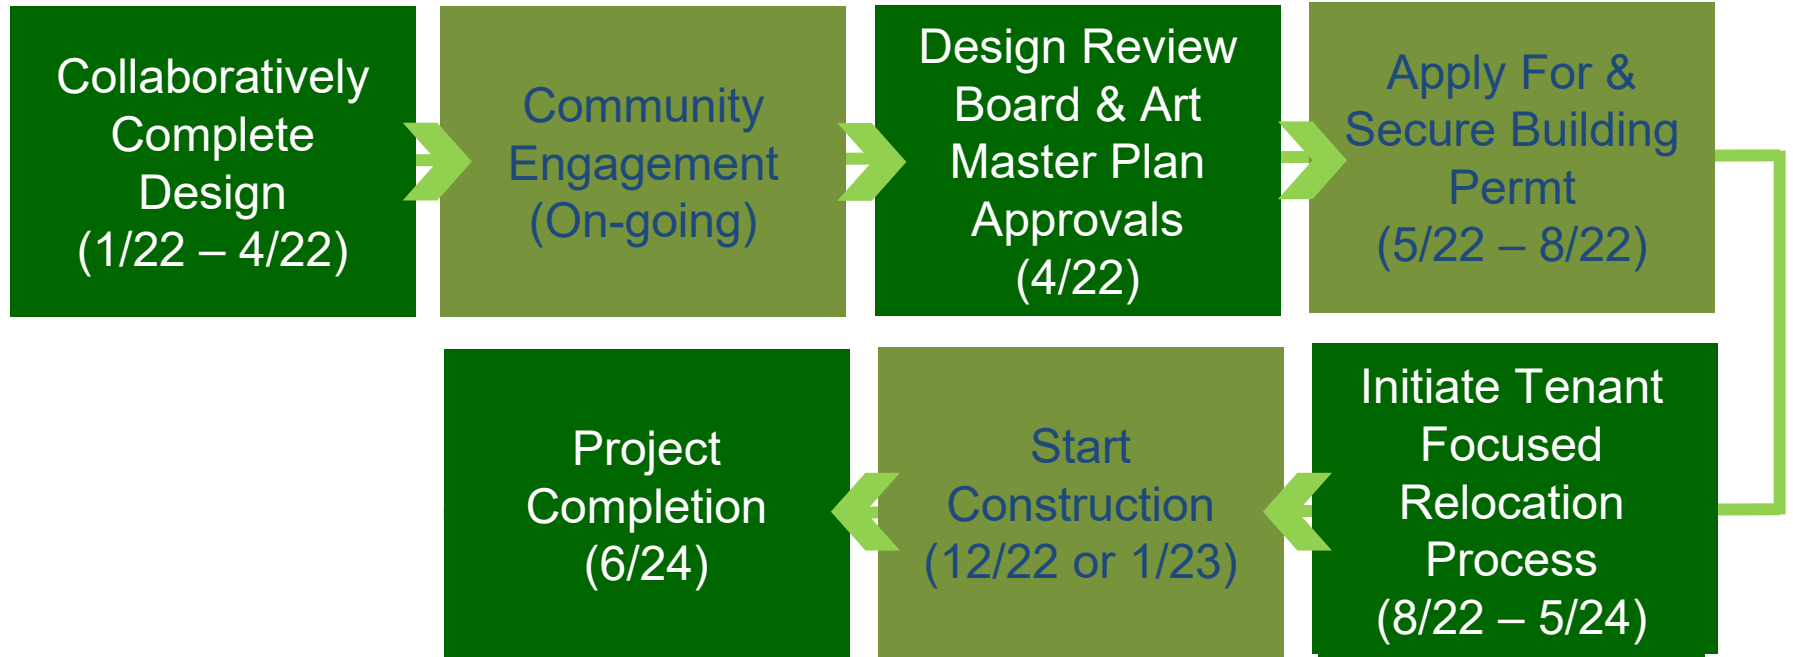 Collaboratively
Complete
Design
(1/22 – 4/22)
Community
Engagement
(On-going)
Design Review
Board & Art
Master Plan
Approvals
(4/22)
Apply For &
Secure Building
Permt
(5/22 – 8/22)
Initiate Tenant
Focused
Relocation
Process
(8/22 – 5/24)
Start
Construction
(12/22 or 1/23)
Project
Completion
(6/24)